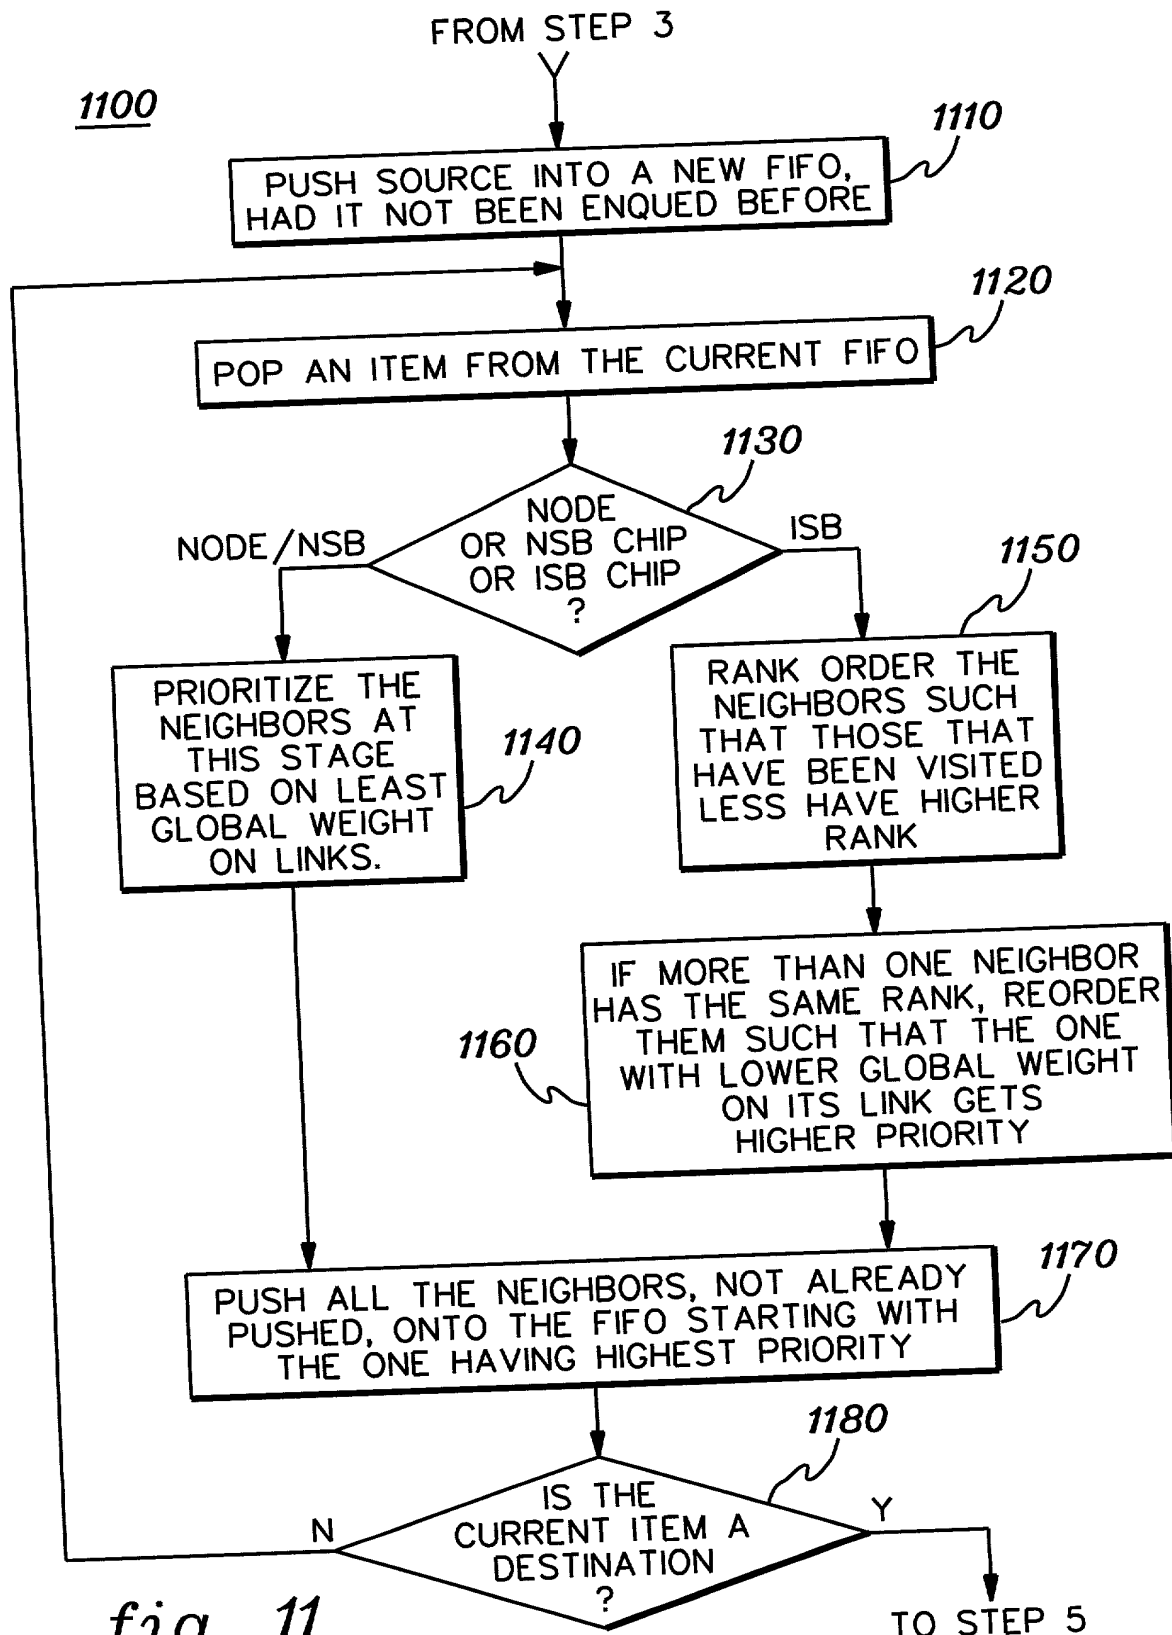 FROM STEP 3
1100
1110
PUSH SOURCE INTO A NEW FIFO,
HAD IT NOT BEEN ENQUED BEFORE
1120
POP AN ITEM FROM THE CURRENT FIFO
1130
NODE
OR NSB CHIP
OR ISB CHIP
?
NODE/NSB
ISB
1150
PRIORITIZE THE
NEIGHBORS AT
THIS STAGE
BASED ON LEAST
GLOBAL WEIGHT
ON LINKS.
1140
RANK ORDER THE
NEIGHBORS SUCH
THAT THOSE THAT
HAVE BEEN VISITED
LESS HAVE HIGHER
RANK
1160
IF MORE THAN ONE NEIGHBOR
HAS THE SAME RANK, REORDER
THEM SUCH THAT THE ONE
WITH LOWER GLOBAL WEIGHT
ON ITS LINK GETS
HIGHER PRIORITY
1170
PUSH ALL THE NEIGHBORS, NOT ALREADY
PUSHED, ONTO THE FIFO STARTING WITH
THE ONE HAVING HIGHEST PRIORITY
1180
IS THE
CURRENT ITEM A
DESTINATION
?
N
Y
fig. 11
TO STEP 5